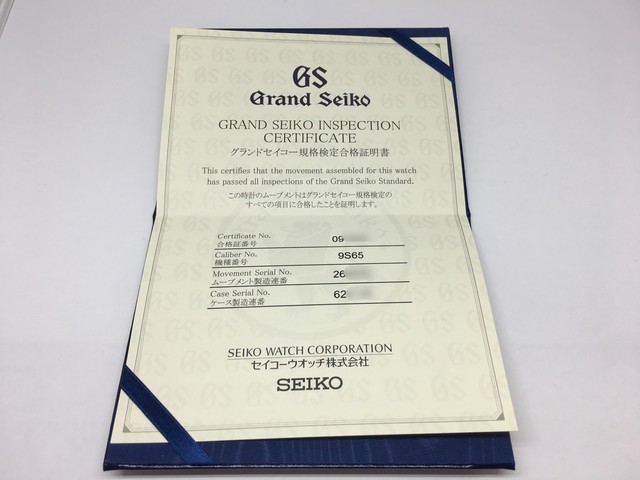 GS
Grand Seiko
GRAND SEIKO INSPECTION
CERTIFICATE
グランドセイコー規格検定合格証明書
This certifies that the movement assembled for this watch
has passed all inspections of the Grand Seiko Standard.
この時計のムーブメントはグランドセイコー規格検定の
すべての項目に合格したことを証明します。
Certificate No.
合格証番号 09
Caliber No.
機種番号 9S65
Movement Serial No.
ムーブメント製造連番 26
Case Serial No.
ケース製造連番 62
SEIKO WATCH CORPORATION
セイコーウオッチ株式会社
SEIKO